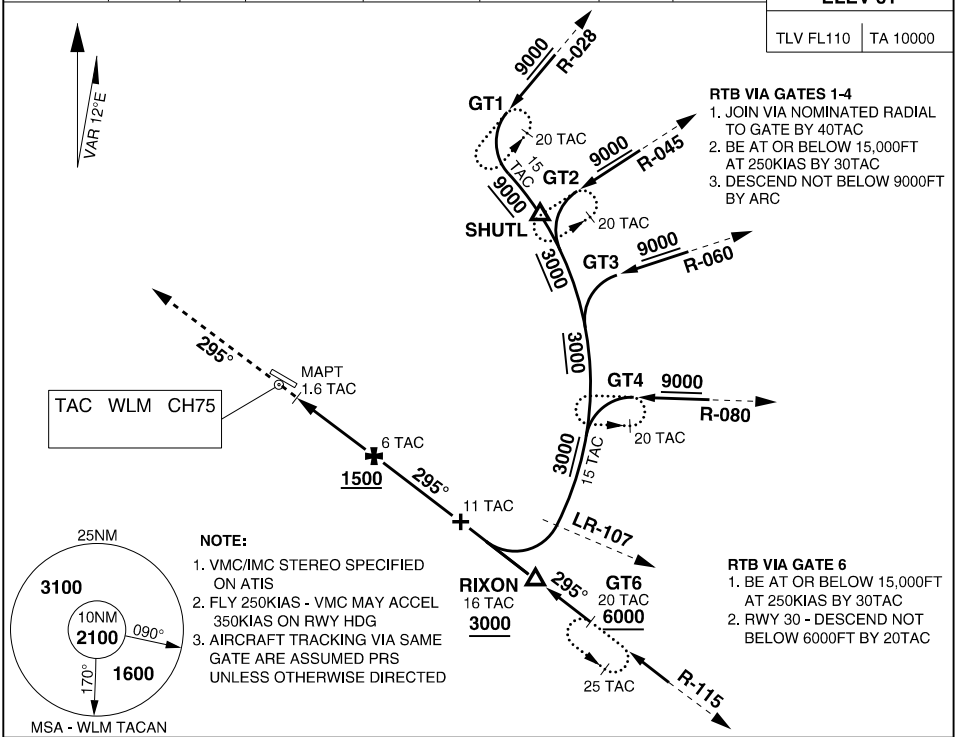 TLV FL110 TA 10000
VAR 12°E
9000
R-028
GT1
20 TAC
15 TAC
9000
GT2
9000
R-045
20 TAC
SHUTL
3000
GT3
9000
R-060
3000
GT4
9000
R-080
20 TAC
3000
15 TAC
LR-107
RTB VIA GATES 1-4
1. JOIN VIA NOMINATED RADIAL
TO GATE BY 40TAC
2. BE AT OR BELOW 15,000FT
AT 250KIAS BY 30TAC
3. DESCEND NOT BELOW 9000FT
BY ARC
295°
MAPT
1.6 TAC
TAC WLM CH75
6 TAC
1500
295°
11 TAC
RIXON
16 TAC
3000
295°
GT6
20 TAC
6000
25 TAC
R-115
25NM
3100
10NM
2100
090°
170°
1600
MSA - WLM TACAN
NOTE:
1. VMC/IMC STEREO SPECIFIED
ON ATIS
2. FLY 250KIAS - VMC MAY ACCEL
350KIAS ON RWY HDG
3. AIRCRAFT TRACKING VIA SAME
GATE ARE ASSUMED PRS
UNLESS OTHERWISE DIRECTED
RTB VIA GATE 6
1. BE AT OR BELOW 15,000FT
AT 250KIAS BY 30TAC
2. RWY 30 - DESCEND NOT
BELOW 6000FT BY 20TAC